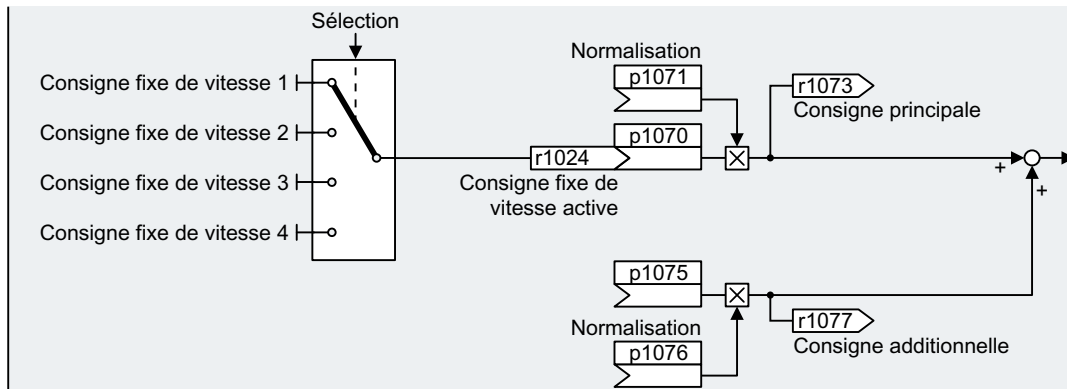 Sélection
Normalisation
p1071
r1073
Consigne principale
Consigne fixe de vitesse 1
Consigne fixe de vitesse 2
p1070
r1024
Consigne fixe de
vitesse active
+
+
Consigne fixe de vitesse 3
Consigne fixe de vitesse 4
p1075
r1077
Consigne additionnelle
Normalisation
p1076